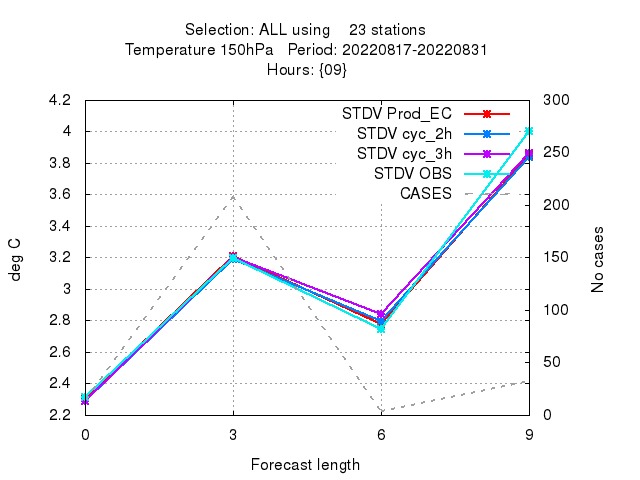 Selection: ALL using 23 stations
Temperature 150hPa Period: 20220817-20220831
Hours: {09}
4.2
4
3.8
3.6
3.4
3.2
3
2.8
2.6
2.4
2.2
deg C
STDV Prod_EC
STDV cyc_2h
STDV cyc_3h
STDV OBS
CASES
300
250
200
150
100
50
0
No cases
0 3 6 9
Forecast length